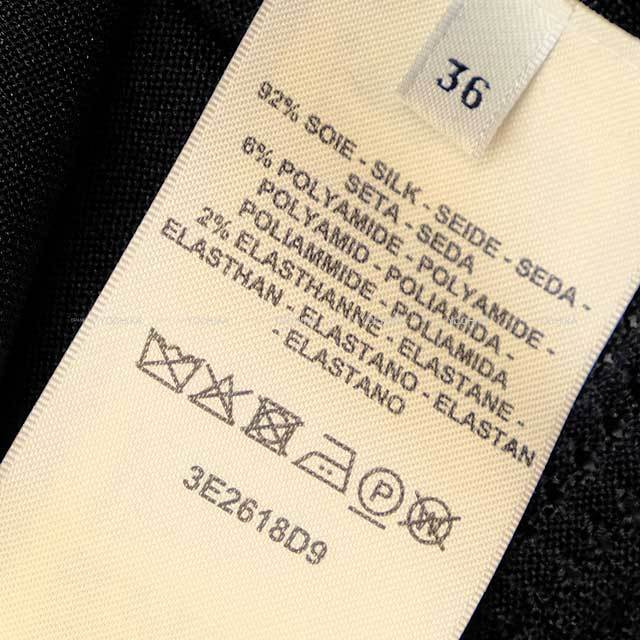 36
92% SOIE - SILK - SEIDE - SEDA -
SETA - SEDA
6% POLYAMIDE - POLYAMIDE -
POLYAMID - POLIAMIDA -
POLIAMMIDE - POLIAMIDA
2% ELASTHANNE - ELASTANE -
ELASTHAN - ELASTANO - ELASTAN
- ELASTANO
P
W
3E2618D9